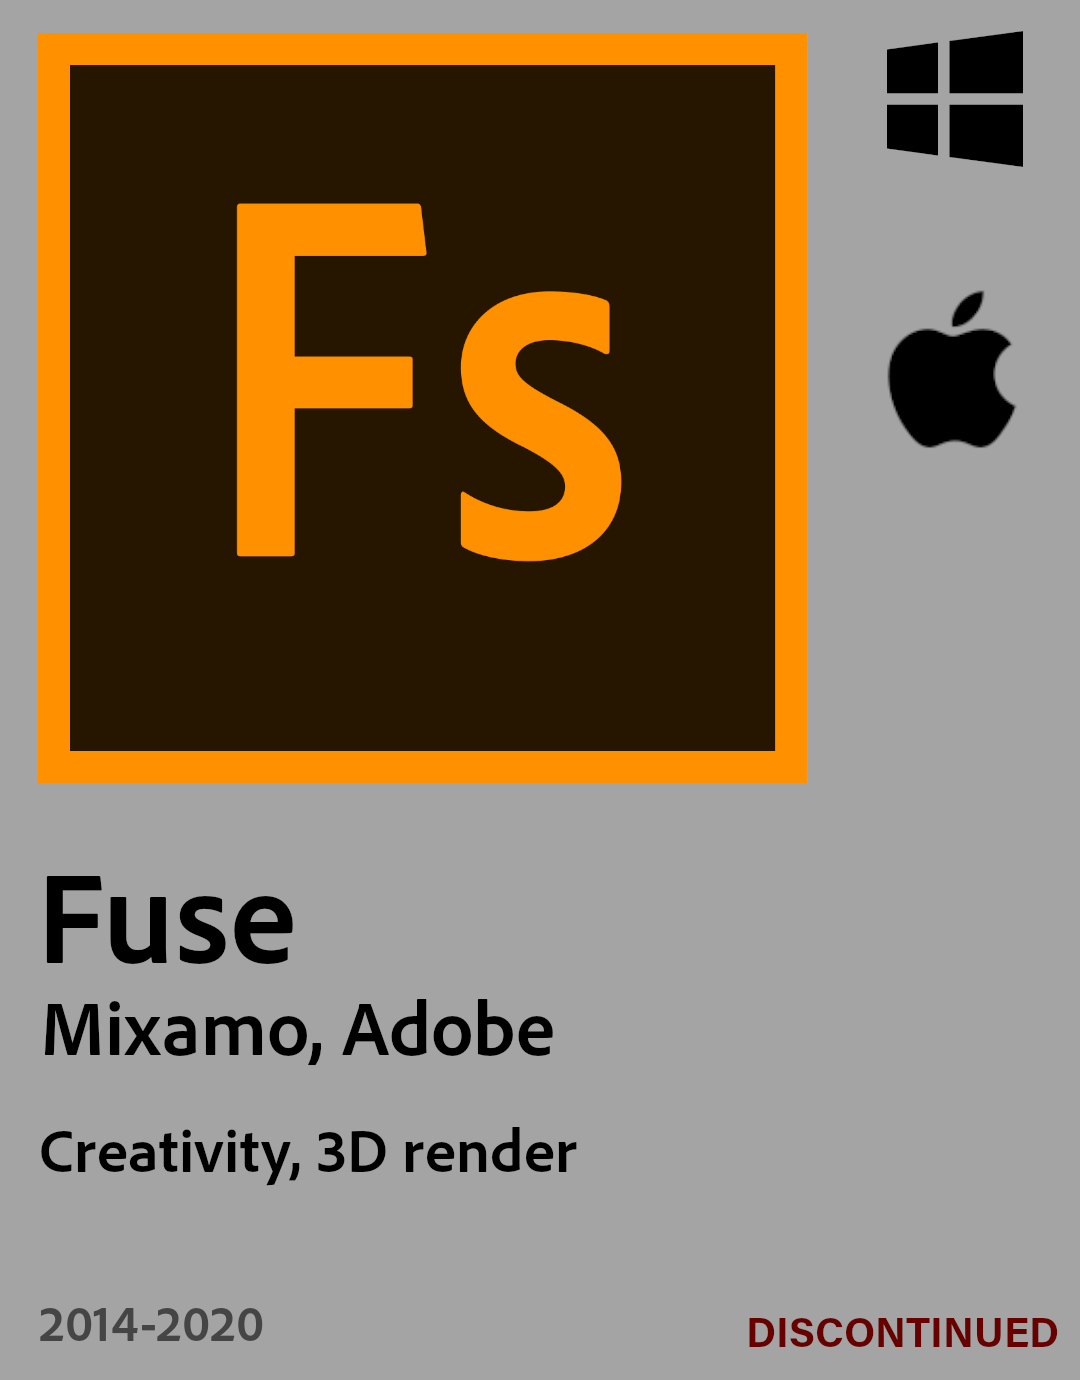 Fs
Fuse
Mixamo, Adobe
Creativity, 3D render
2014-2020
DISCONTINUED